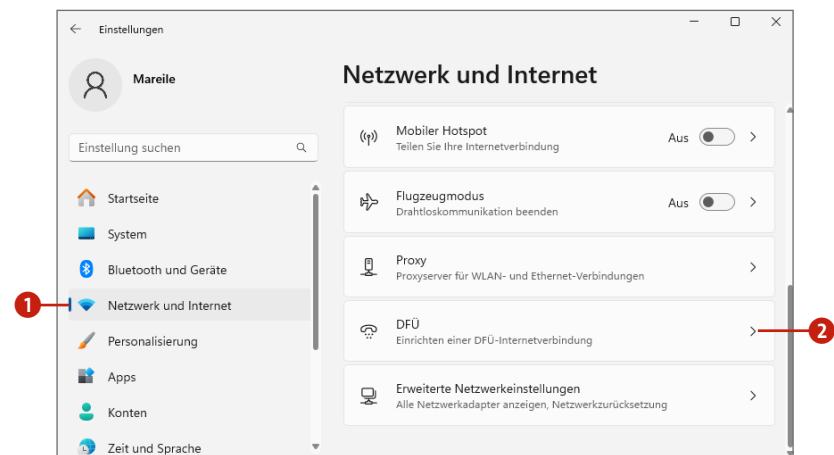 Einstellungen
Mareile
Einstellung suchen
Startseite
System
Bluetooth und Geräte
1
Netzwerk und Internet
Personalisierung
Apps
Konten
Zeit und Sprache
Netzwerk und Internet
Mobiler Hotspot
Teilen Sie Ihre Internetverbindung
Aus
Flugzeugmodus
Drahtloskommunikation beenden
Aus
Proxy
Proxyserver für WLAN- und Ethernet-Verbindungen
DFÜ
Einrichten einer DFÜ-Internetverbindung
2
Erweiterte Netzwerkeinstellungen
Alle Netzwerkadapter anzeigen, Netzwerkzurücksetzung